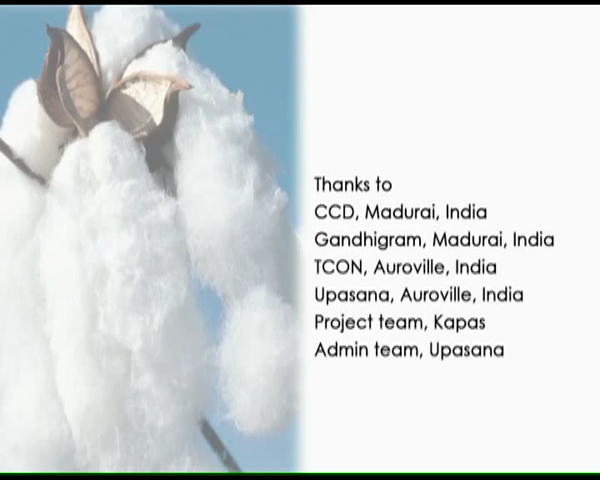 Thanks to
CCD, Madurai, India
Gandhigram, Madurai, India
TCON, Auroville, India
Upasana, Auroville, India
Project team, Kapas
Admin team, Upasana